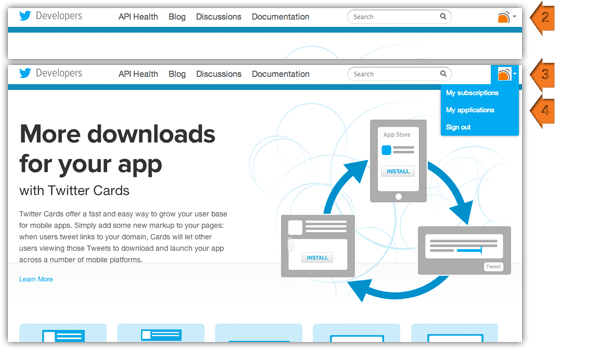 Developers API Health Blog Discussions Documentation Search
2
Developers API Health Blog Discussions Documentation Search
3
My subscriptions
My applications
4
Sign out
More downloads
for your app
with Twitter Cards
Twitter Cards offer a fast and easy way to grow your user base
for mobile apps. Simply add some new markup to your pages:
when users tweet links to your domain, Cards will let other
users viewing those Tweets to download and launch your app
across a number of mobile platforms.
Learn More
App Store
INSTALL
INSTALL
Tweet